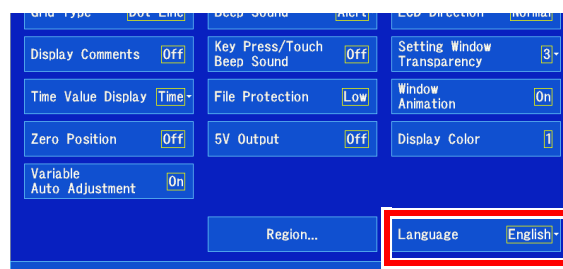 Grid Type Dot Line Beep Sound Alert LCD Direction Normal
Display Comments Off
Key Press/Touch
Beep Sound Off
Setting Window
Transparency 3
Time Value Display Time
File Protection Low
Window
Animation On
Zero Position Off
5V Output Off
Display Color 1
Variable
Auto Adjustment On
Region...
Language English